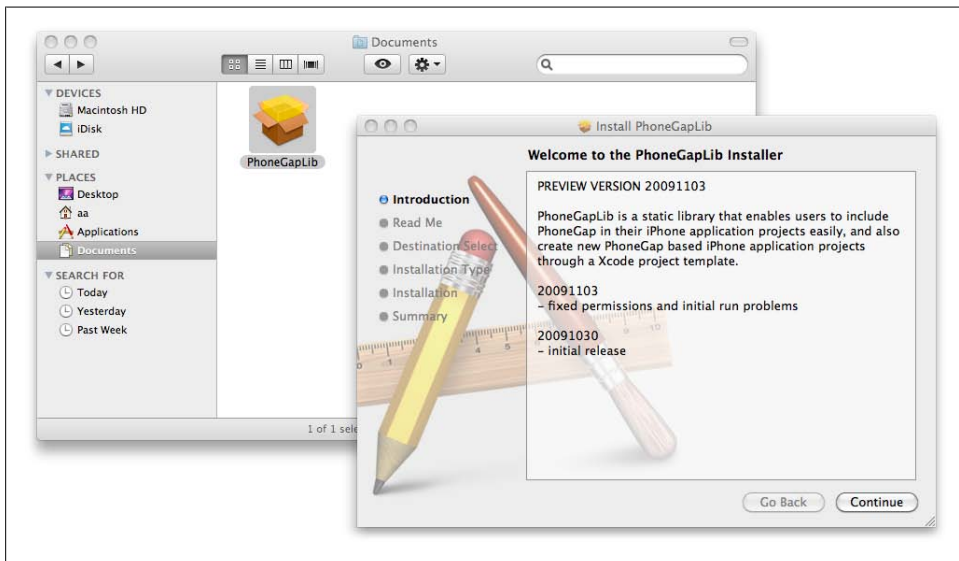 Documents
DEVICES
Macintosh HD
iDisk
SHARED
PLACES
Desktop
aa
Applications
Documents
SEARCH FOR
Today
Yesterday
Past Week
PhoneGapLib
1 of 1 sele
Install PhoneGapLib
Welcome to the PhoneGapLib Installer
Introduction
Read Me
Destination Select
Installation Type
Installation
Summary
PREVIEW VERSION 20091103
PhoneGapLib is a static library that enables users to include
PhoneGap in their iPhone application projects easily, and also
create new PhoneGap based iPhone application projects
through a Xcode project template.
20091103
- fixed permissions and initial run problems
20091030
- initial release
Go Back
Continue